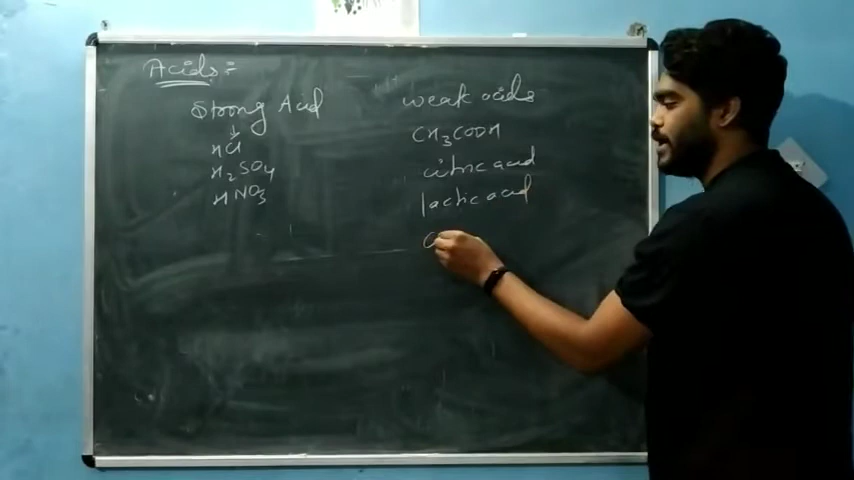 Acids :-
Strong Acid
↓
HCl
H₂SO₄
HNO₃
weak acids
CH₃COOH
citric acid
lactic acid